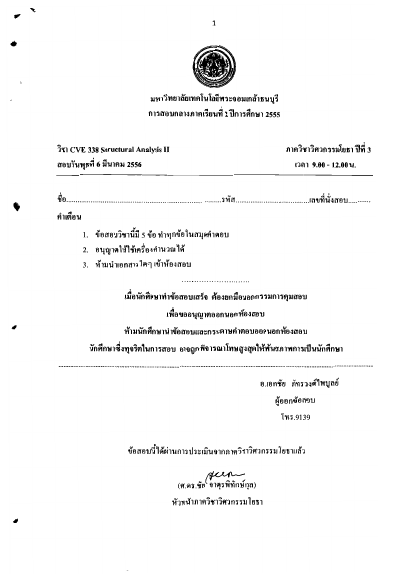 1
มหาวิทยาลัยเทคโนโลยีพระจอมเกล้าธนบุรี
การสอบกลางภาคเรียนที่ 2 ปีการศึกษา 2555
วิชา CVE 338 Structural Analysis II ภาควิชาวิศวกรรมโยธา ปีที่ 3
สอบวันพุธที่ 6 มีนาคม 2556 เวลา 9.00 - 12.00น.
ชื่อ..........................................................รหัส..............................เลขที่นั่งสอบ...........
คำเตือน
1. ข้อสอบวิชานี้มี 5 ข้อ ทำทุกข้อในสมุดคำตอบ
2. อนุญาตให้ใช้เครื่องคำนวณได้
3. ห้ามนำเอกสารใดๆ เข้าห้องสอบ
..........................
เมื่อนักศึกษาทำข้อสอบเสร็จ ต้องยกมือบอกกรรมการคุมสอบ
เพื่อขออนุญาตออกนอกห้องสอบ
ห้ามนักศึกษานำข้อสอบและกระดาษคำตอบออกนอกห้องสอบ
นักศึกษาซึ่งทุจริตในการสอบ อาจถูกพิจารณาโทษสูงสุดให้พ้นสภาพการเป็นนักศึกษา
อ.เอกชัย ภัทรวงศ์ไพบูลย์
ผู้ออกข้อสอบ
โทร.9139
ข้อสอบนี้ได้ผ่านการประเมินจากภาควิชาวิศวกรรมโยธาแล้ว
(ศ.ดร.ชัย จาตุรพิทักษ์กุล)
หัวหน้าภาควิชาวิศวกรรมโยธา